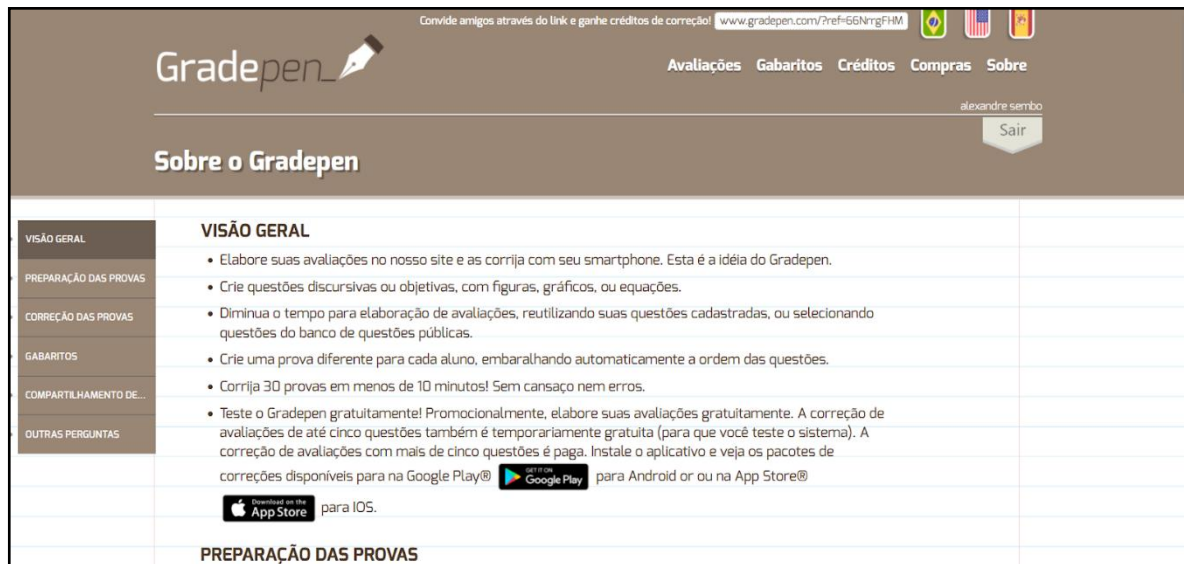 Convide amigos através do link e ganhe créditos de correção! www.gradepen.com/?ref=66NrrgFHM
Gradepen_
Avaliações Gabaritos Créditos Compras Sobre
alexandre sembo
Sair
Sobre o Gradepen
VISÃO GERAL
PREPARAÇÃO DAS PROVAS
CORREÇÃO DAS PROVAS
GABARITOS
COMPARTILHAMENTO DE...
OUTRAS PERGUNTAS
VISÃO GERAL
• Elabore suas avaliações no nosso site e as corrija com seu smartphone. Esta é a idéia do Gradepen.
• Crie questões discursivas ou objetivas, com figuras, gráficos, ou equações.
• Diminua o tempo para elaboração de avaliações, reutilizando suas questões cadastradas, ou selecionando
questões do banco de questões públicas.
• Crie uma prova diferente para cada aluno, embaralhando automaticamente a ordem das questões.
• Corrija 30 provas em menos de 10 minutos! Sem cansaço nem erros.
• Teste o Gradepen gratuitamente! Promocionalmente, elabore suas avaliações gratuitamente. A correção de
avaliações de até cinco questões também é temporariamente gratuita (para que você teste o sistema). A
correção de avaliações com mais de cinco questões é paga. Instale o aplicativo e veja os pacotes de
correções disponíveis para na Google Play® GET IT ON Google Play para Android or ou na App Store®
Download on the App Store para IOS.
PREPARAÇÃO DAS PROVAS